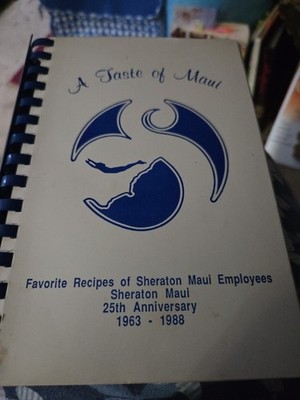 A Taste of Maui
Favorite Recipes of Sheraton Maui Employees
Sheraton Maui
25th Anniversary
1963 - 1988